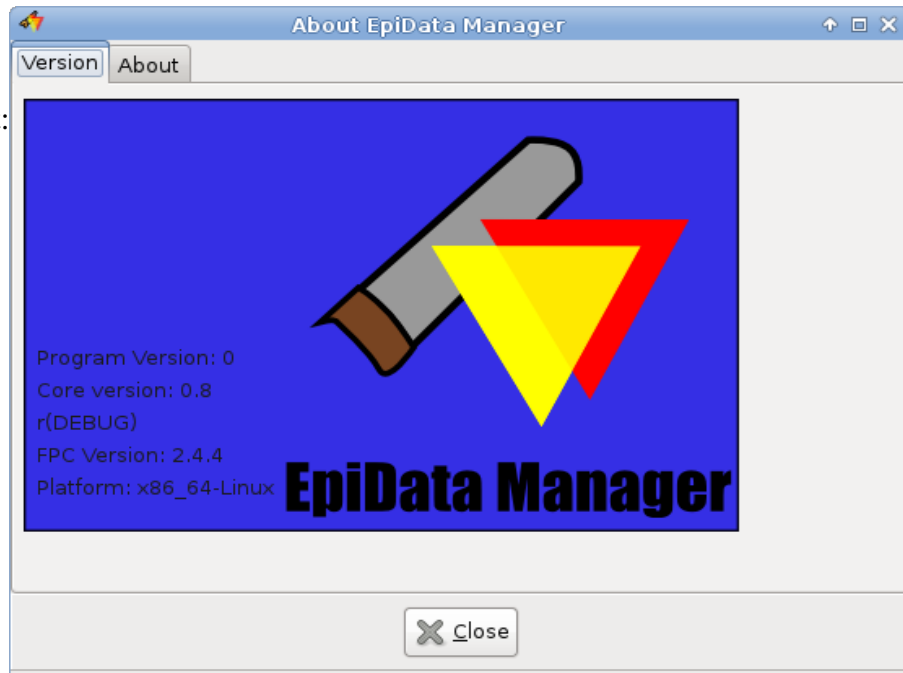 About EpiData Manager
Version
About
:
Program Version: 0
Core version: 0.8
r(DEBUG)
FPC Version: 2.4.4
Platform: x86_64-Linux
EpiData Manager
Close